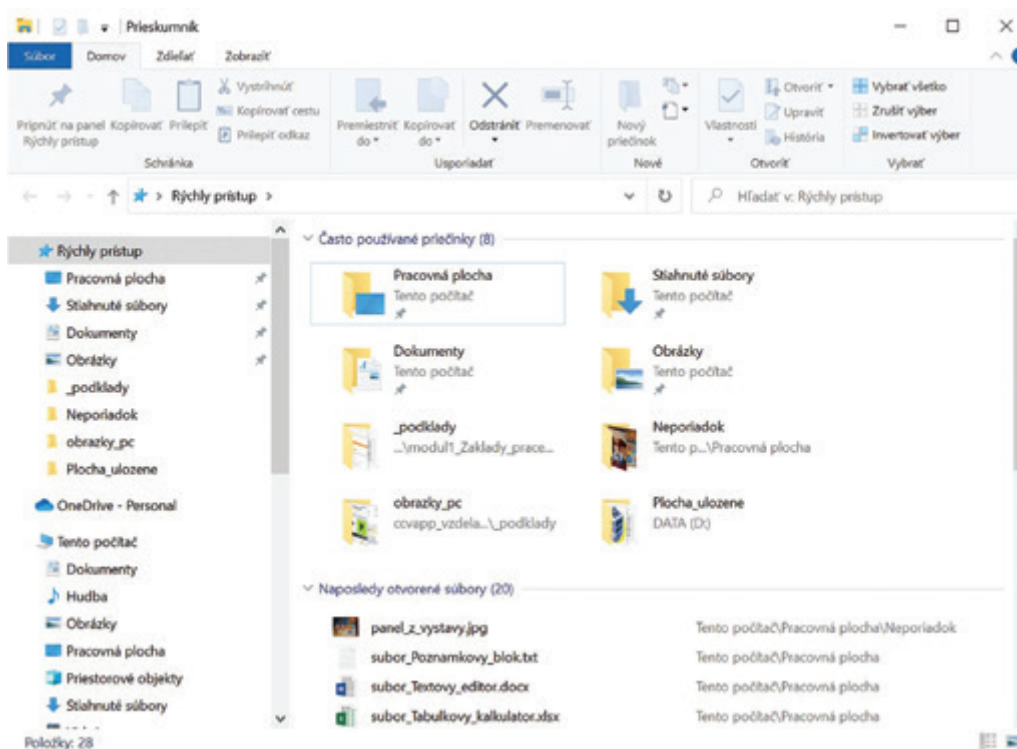 Prieskumník
Súbor Domov Zdieľať Zobraziť
Pripnúť na panel Rýchly prístup
Kopírovať
Prilepiť
Vystrihnúť
Kopírovať cestu
Prilepiť odkaz
Schránka
Premiestniť do
Kopírovať do
Odstrániť
Premenovať
Usporiadať
Nový priečinok
Nové
Vlastnosti
Otvoriť
Upraviť
História
Otvoriť
Vybrať všetko
Zrušiť výber
Invertovať výber
Vybrať
Rýchly prístup
Hľadať v: Rýchly prístup
Rýchly prístup
Pracovná plocha
Stiahnuté súbory
Dokumenty
Obrázky
_podklady
Neporiadok
obrazky_pc
Plocha_ulozene
OneDrive - Personal
Tento počítač
Dokumenty
Hudba
Obrázky
Pracovná plocha
Priestorové objekty
Stiahnuté súbory
Často používané priečinky (8)
Pracovná plocha
Tento počítač
Stiahnuté súbory
Tento počítač
Dokumenty
Tento počítač
Obrázky
Tento počítač
_podklady
...\modul1_Zaklady_prace...
Neporiadok
Tento p...\Pracovná plocha
obrazky_pc
ccvapp_vzdela...\_podklady
Plocha_ulozene
DATA (D:)
Naposledy otvorené súbory (20)
panel_z_vystavy.jpg Tento počítač\Pracovná plocha\Neporiadok
subor_Poznamkovy_blok.txt Tento počítač\Pracovná plocha
subor_Textovy_editor.docx Tento počítač\Pracovná plocha
subor_Tabulkovy_kalkulator.xlsx Tento počítač\Pracovná plocha
Položky: 28